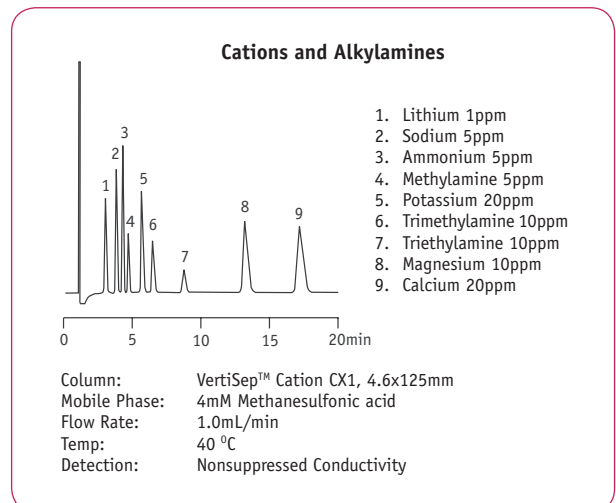 Cations and Alkylamines
3
2
5
1
8
9
6
4
7
1. Lithium 1ppm
2. Sodium 5ppm
3. Ammonium 5ppm
4. Methylamine 5ppm
5. Potassium 20ppm
6. Trimethylamine 10ppm
7. Triethylamine 10ppm
8. Magnesium 10ppm
9. Calcium 20ppm
0 5 10 15 20min
Column: VertiSep™ Cation CX1, 4.6x125mm
Mobile Phase: 4mM Methanesulfonic acid
Flow Rate: 1.0mL/min
Temp: 40 ⁰C
Detection: Nonsuppressed Conductivity